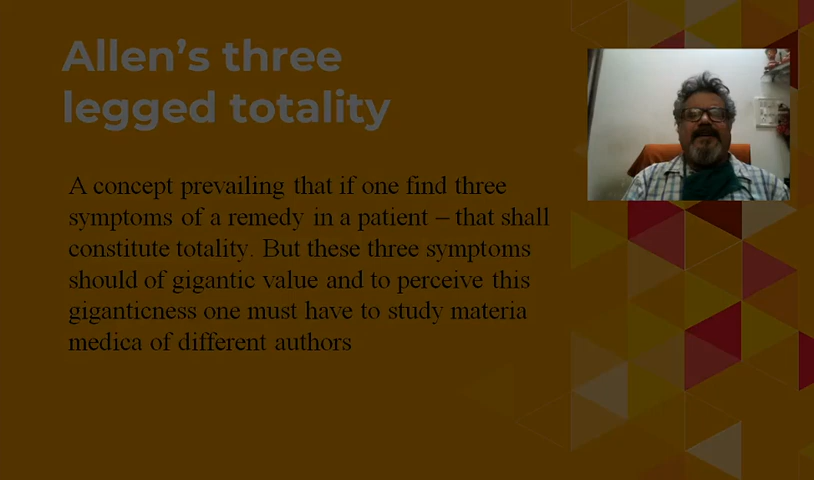 Allen's three
legged totality
A concept prevailing that if one find three
symptoms of a remedy in a patient – that shall
constitute totality. But these three symptoms
should of gigantic value and to perceive this
giganticness one must have to study materia
medica of different authors